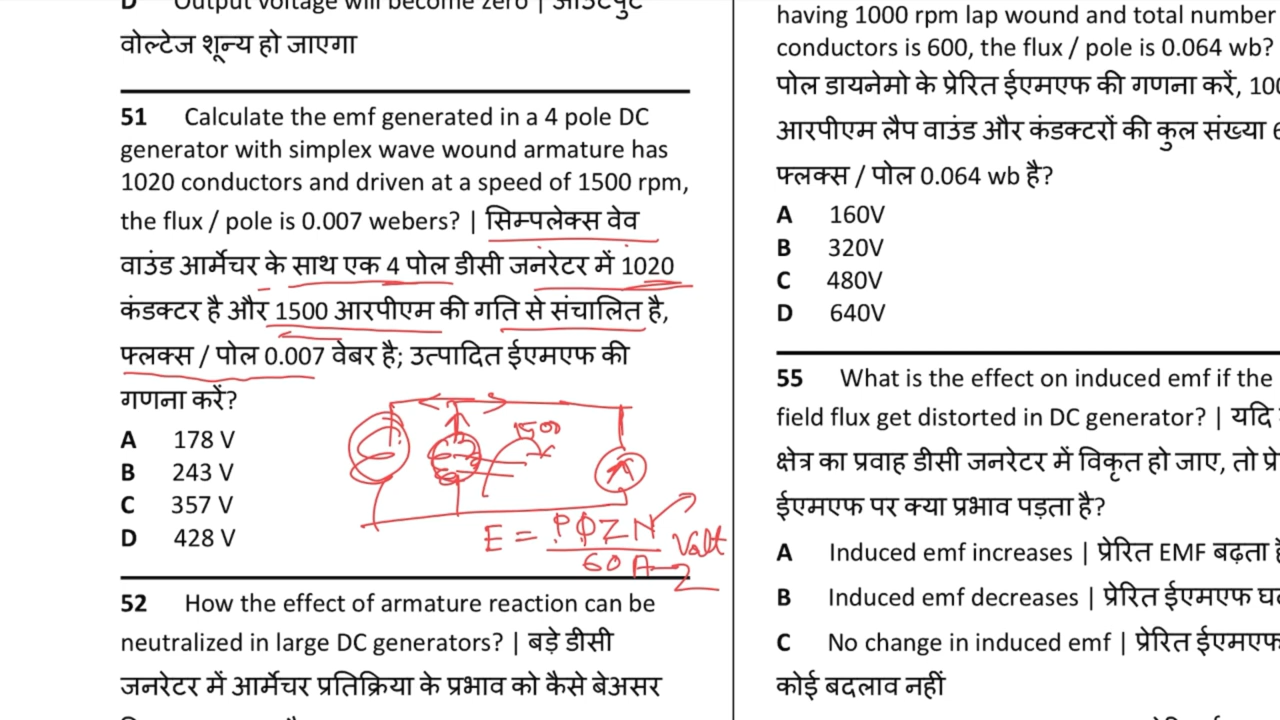 D Output voltage will become zero | आउटपुट
वोल्टेज शून्य हो जाएगा
51 Calculate the emf generated in a 4 pole DC
generator with simplex wave wound armature has
1020 conductors and driven at a speed of 1500 rpm,
the flux / pole is 0.007 webers? | सिम्पलेक्स वेव
वाउंड आर्मेचर के साथ एक 4 पोल डीसी जनरेटर में 1020
कंडक्टर है और 1500 आरपीएम की गति से संचालित है,
फ्लक्स / पोल 0.007 वेबर है; उत्पादित ईएमएफ की
गणना करें?
A 178 V
B 243 V
C 357 V
D 428 V
1500
A
E = PΦZN Volt
60 A 2
52 How the effect of armature reaction can be
neutralized in large DC generators? | बड़े डीसी
जनरेटर में आर्मेचर प्रतिक्रिया के प्रभाव को कैसे बेअसर
having 1000 rpm lap wound and total number
conductors is 600, the flux / pole is 0.064 wb?
पोल डायनेमो के प्रेरित ईएमएफ की गणना करें, 100
आरपीएम लैप वाउंड और कंडक्टरों की कुल संख्या 6
फ्लक्स / पोल 0.064 wb है?
A 160V
B 320V
C 480V
D 640V
55 What is the effect on induced emf if the
field flux get distorted in DC generator? | यदि
क्षेत्र का प्रवाह डीसी जनरेटर में विकृत हो जाए, तो प्रे
ईएमएफ पर क्या प्रभाव पड़ता है?
A Induced emf increases | प्रेरित EMF बढ़ता है
B Induced emf decreases | प्रेरित ईएमएफ घट
C No change in induced emf | प्रेरित ईएमएफ
कोई बदलाव नहीं